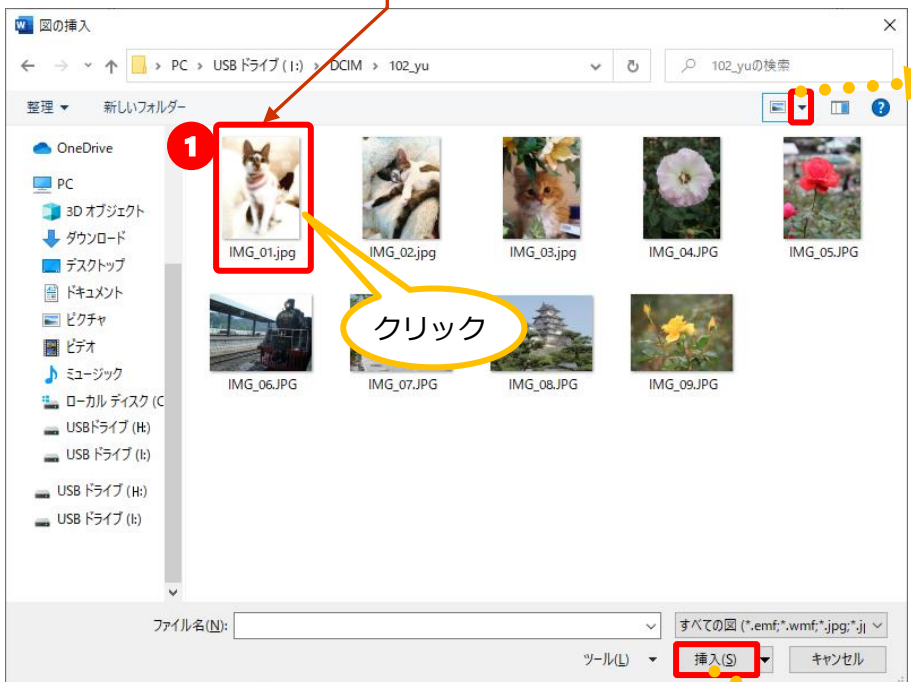 図の挿入
PC › USB ドライブ (I:) › DCIM › 102_yu
102_yuの検索
整理
新しいフォルダー
OneDrive
PC
3D オブジェクト
ダウンロード
デスクトップ
ドキュメント
ピクチャ
ビデオ
ミュージック
ローカル ディスク (C
USBドライブ (H:)
USB ドライブ (I:)
USB ドライブ (H:)
USB ドライブ (I:)
1
IMG_01.jpg
IMG_02.jpg
IMG_03.jpg
IMG_04.JPG
IMG_05.JPG
クリック
IMG_06.JPG
IMG_07.JPG
IMG_08.JPG
IMG_09.JPG
ファイル名(N):
すべての図 (*.emf;*.wmf;*.jpg;*.j
ツール(L)
挿入(S)
キャンセル